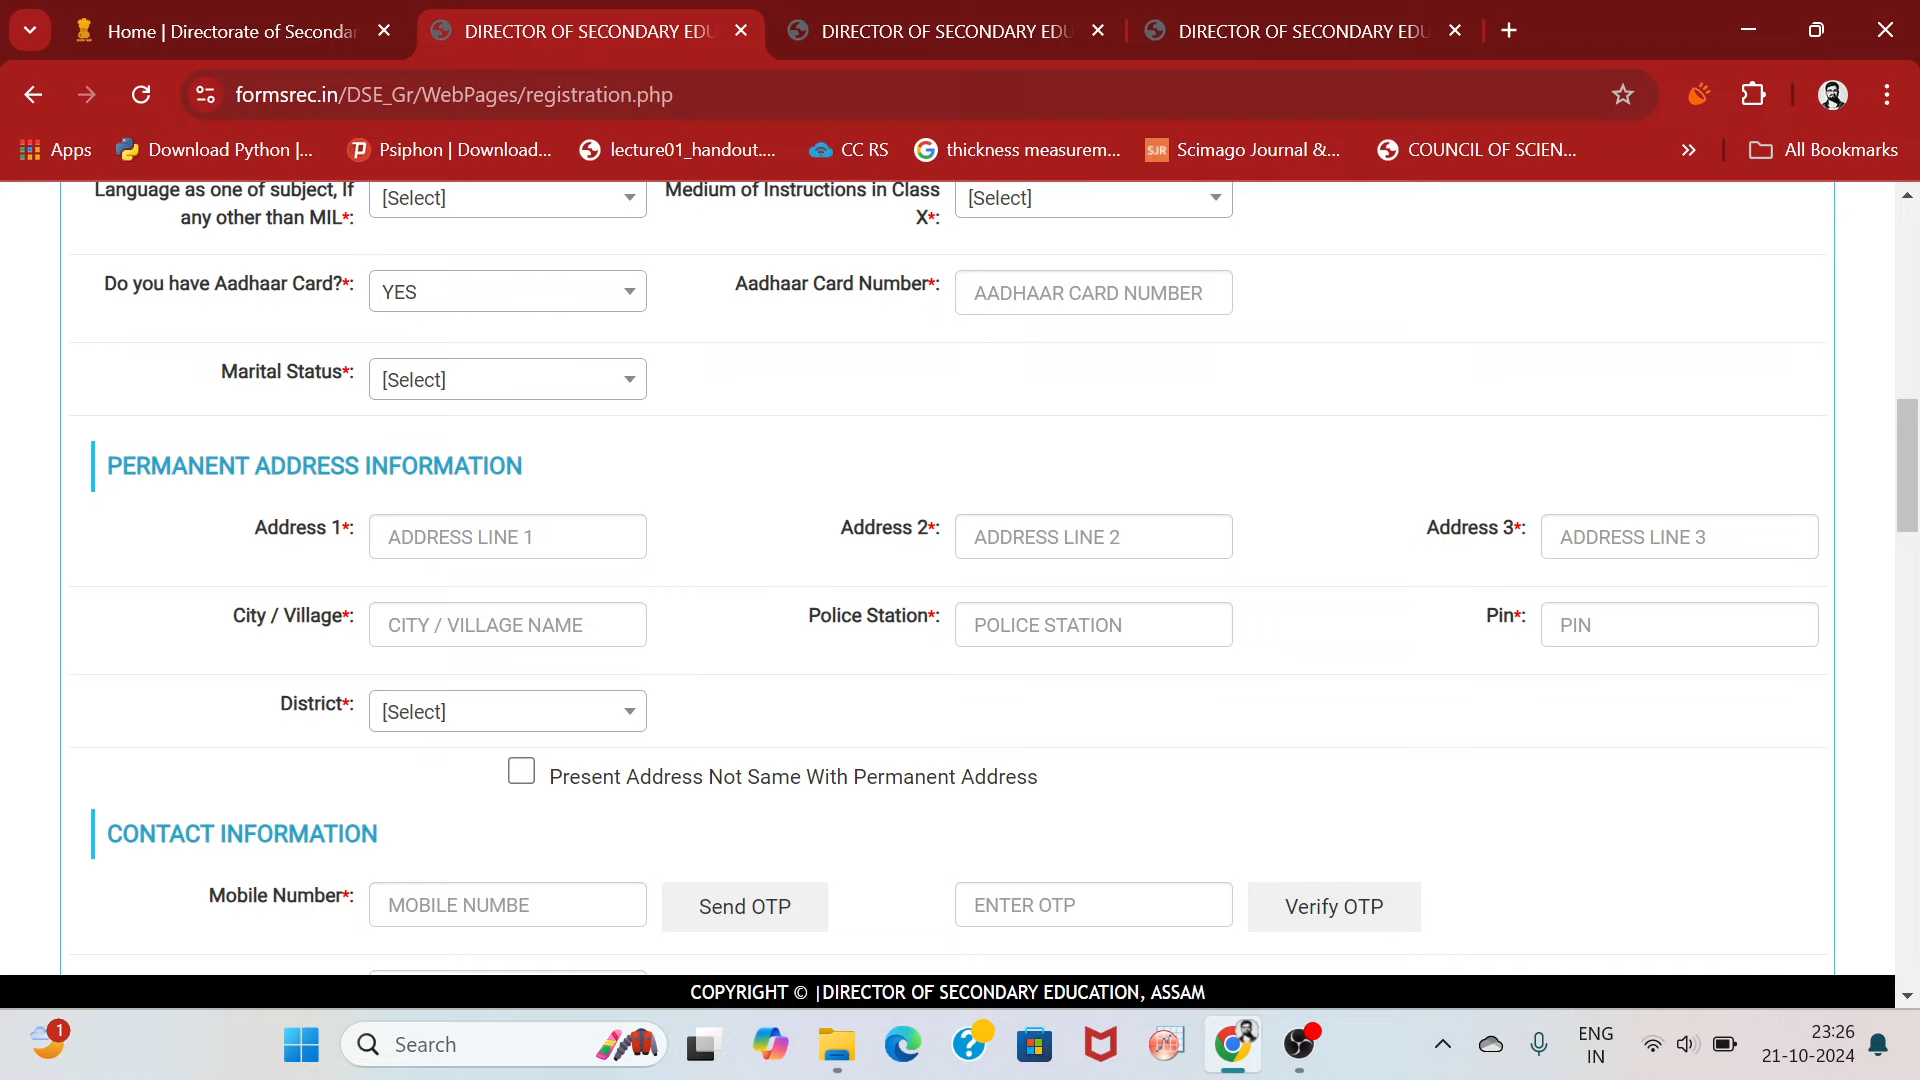 Home | Directorate of Secondar
DIRECTOR OF SECONDARY EDU
DIRECTOR OF SECONDARY EDU
DIRECTOR OF SECONDARY EDU
formsrec.in/DSE_Gr/WebPages/registration.php
Apps
Download Python |...
Psiphon | Download...
lecture01_handout....
CC RS
thickness measurem...
SJR
Scimago Journal &...
COUNCIL OF SCIEN...
All Bookmarks
Language as one of subject, If
any other than MIL*:
[Select]
Medium of Instructions in Class
X*:
[Select]
Do you have Aadhaar Card?*:
YES
Aadhaar Card Number*:
AADHAAR CARD NUMBER
Marital Status*:
[Select]
PERMANENT ADDRESS INFORMATION
Address 1*:
ADDRESS LINE 1
Address 2*:
ADDRESS LINE 2
Address 3*:
ADDRESS LINE 3
City / Village*:
CITY / VILLAGE NAME
Police Station*:
POLICE STATION
Pin*:
PIN
District*:
[Select]
Present Address Not Same With Permanent Address
CONTACT INFORMATION
Mobile Number*:
MOBILE NUMBE
Send OTP
ENTER OTP
Verify OTP
COPYRIGHT © |DIRECTOR OF SECONDARY EDUCATION, ASSAM
1
Search
ENG
IN
23:26
21-10-2024